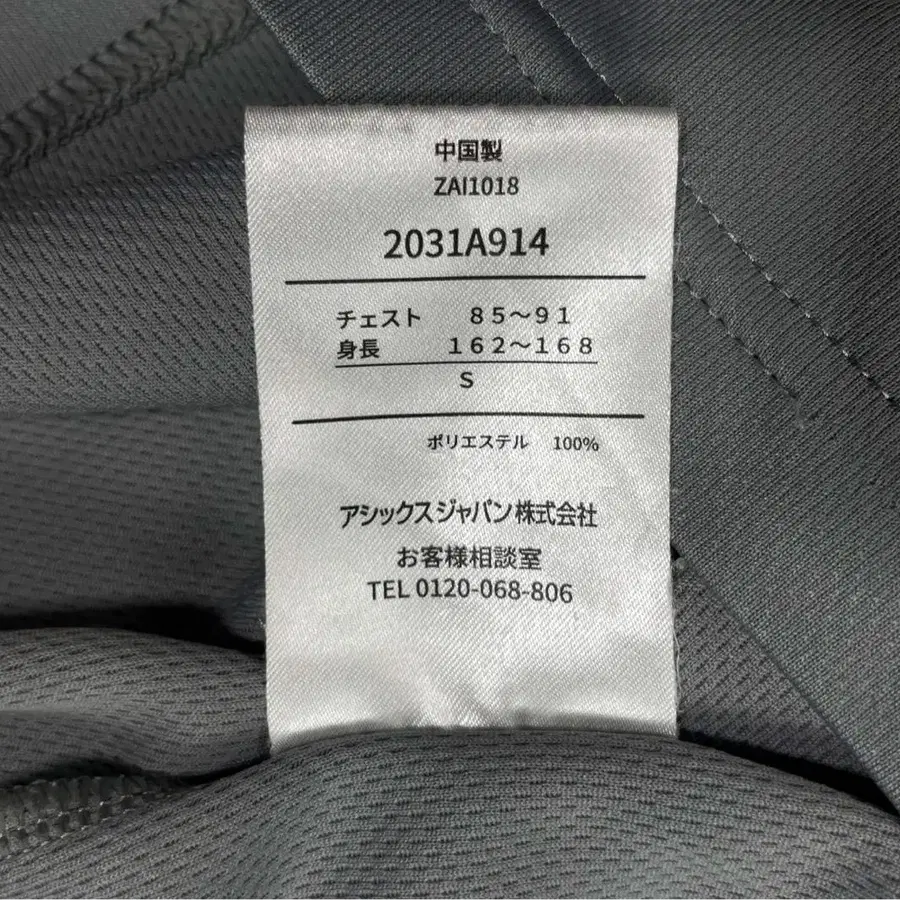 中国製
ZAI1018
2031A914
チェスト　８５～９１
身長　１６２～１６８
S
ポリエステル　100%
アシックスジャパン株式会社
お客様相談室
TEL 0120-068-806